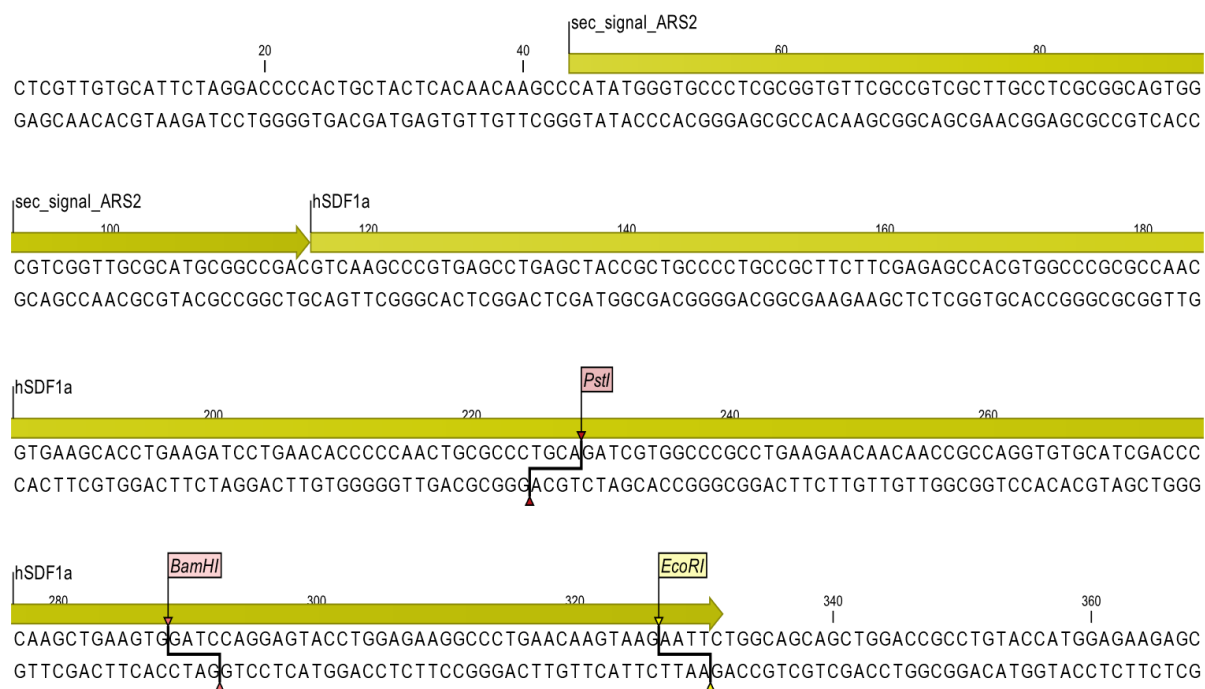 sec_signal_ARS2
20 40 60 80
CTCGTTGTGCATTCTAGGACCCCACTGCTACTCACAACAAGCCCATATGGGTGCCCTCGCGGTGTTCGCCGTCGCTTGCCTCGCGGCAGTGG
GAGCAACACGTAAGATCCTGGGGTGACGATGAGTGTTGTTCGGGTATACCCACGGGAGCGCCACAAGCGGCAGCGAACGGAGCGCCGTCACC
sec_signal_ARS2 hSDF1a
100 120 140 160 180
CGTCGGTTGCGCATGCGGCCGACGTCAAGCCCGTGAGCCTGAGCTACCGCTGCCCCTGCCGCTTCTTCGAGAGCCACGTGGCCCGCGCCAAC
GCAGCCAACGCGTACGCCGGCTGCAGTTCGGGCACTCGGACTCGATGGCGACGGGGACGGCGAAGAAGCTCTCGGTGCACCGGGCGCGGTTG
hSDF1a PstI
200 220 240 260
GTGAAGCACCTGAAGATCCTGAACACCCCCAACTGCGCCCTGCAGATCGTGGCCCGCCTGAAGAACAACAACCGCCAGGTGTGCATCGACCC
CACTTCGTGGACTTCTAGGACTTGTGGGGGTTGACGCGGGACGTCTAGCACCGGGCGGACTTCTTGTTGTTGGCGGTCCACACGTAGCTGGG
hSDF1a BamHI EcoRI
280 300 320 340 360
CAAGCTGAAGTGGATCCAGGAGTACCTGGAGAAGGCCCTGAACAAGTAAGAATTCTGGCAGCAGCTGGACCGCCTGTACCATGGAGAAGAGC
GTTCGACTTCACCTAGGTCCTCATGGACCTCTTCCGGGACTTGTTCATTCTTAAGACCGTCGTCGACCTGGCGGACATGGTACCTCTTCTCG